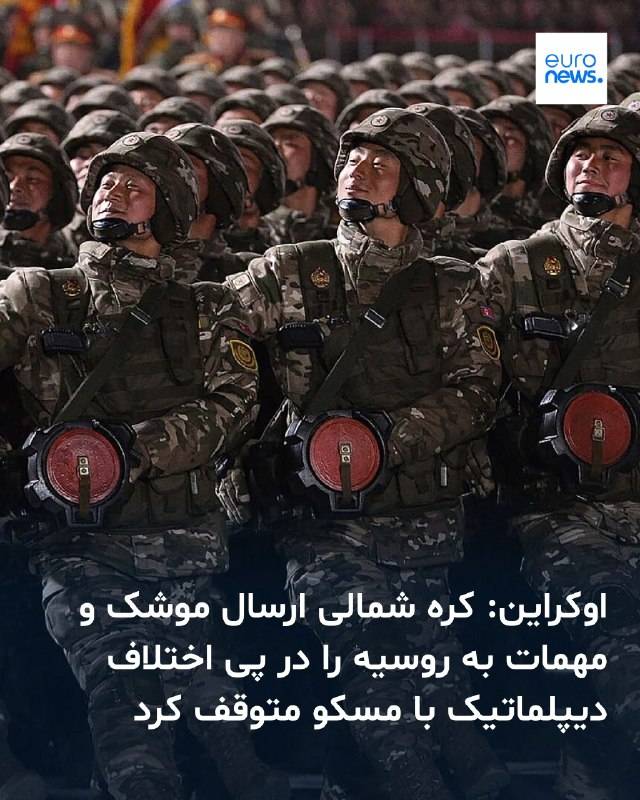 euro
news.
اوکراین: کره شمالی ارسال موشک و
مهمات به روسیه را در پی اختلاف
دیپلماتیک با مسکو متوقف کرد